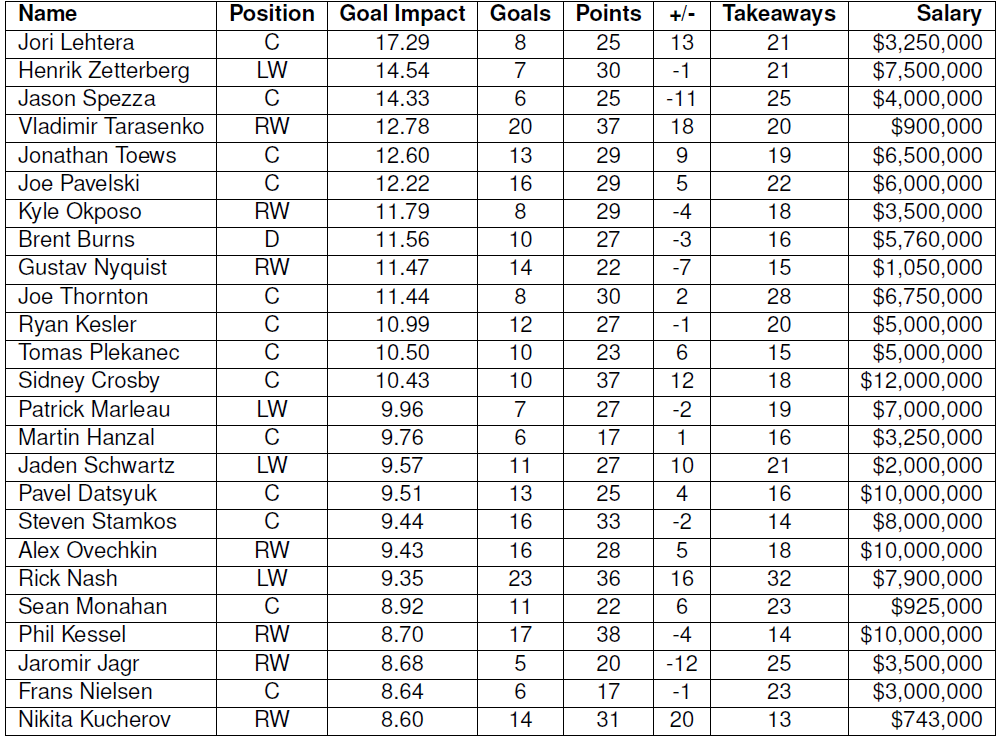 Name Position Goal Impact Goals Points +/- Takeaways Salary
Jori Lehtera C 17.29 8 25 13 21 $3,250,000
Henrik Zetterberg LW 14.54 7 30 -1 21 $7,500,000
Jason Spezza C 14.33 6 25 -11 25 $4,000,000
Vladimir Tarasenko RW 12.78 20 37 18 20 $900,000
Jonathan Toews C 12.60 13 29 9 19 $6,500,000
Joe Pavelski C 12.22 16 29 5 22 $6,000,000
Kyle Okposo RW 11.79 8 29 -4 18 $3,500,000
Brent Burns D 11.56 10 27 -3 16 $5,760,000
Gustav Nyquist RW 11.47 14 22 -7 15 $1,050,000
Joe Thornton C 11.44 8 30 2 28 $6,750,000
Ryan Kesler C 10.99 12 27 -1 20 $5,000,000
Tomas Plekanec C 10.50 10 23 6 15 $5,000,000
Sidney Crosby C 10.43 10 37 12 18 $12,000,000
Patrick Marleau LW 9.96 7 27 -2 19 $7,000,000
Martin Hanzal C 9.76 6 17 1 16 $3,250,000
Jaden Schwartz LW 9.57 11 27 10 21 $2,000,000
Pavel Datsyuk C 9.51 13 25 4 16 $10,000,000
Steven Stamkos C 9.44 16 33 -2 14 $8,000,000
Alex Ovechkin RW 9.43 16 28 5 18 $10,000,000
Rick Nash LW 9.35 23 36 16 32 $7,900,000
Sean Monahan C 8.92 11 22 6 23 $925,000
Phil Kessel RW 8.70 17 38 -4 14 $10,000,000
Jaromir Jagr RW 8.68 5 20 -12 25 $3,500,000
Frans Nielsen C 8.64 6 17 -1 23 $3,000,000
Nikita Kucherov RW 8.60 14 31 20 13 $743,000